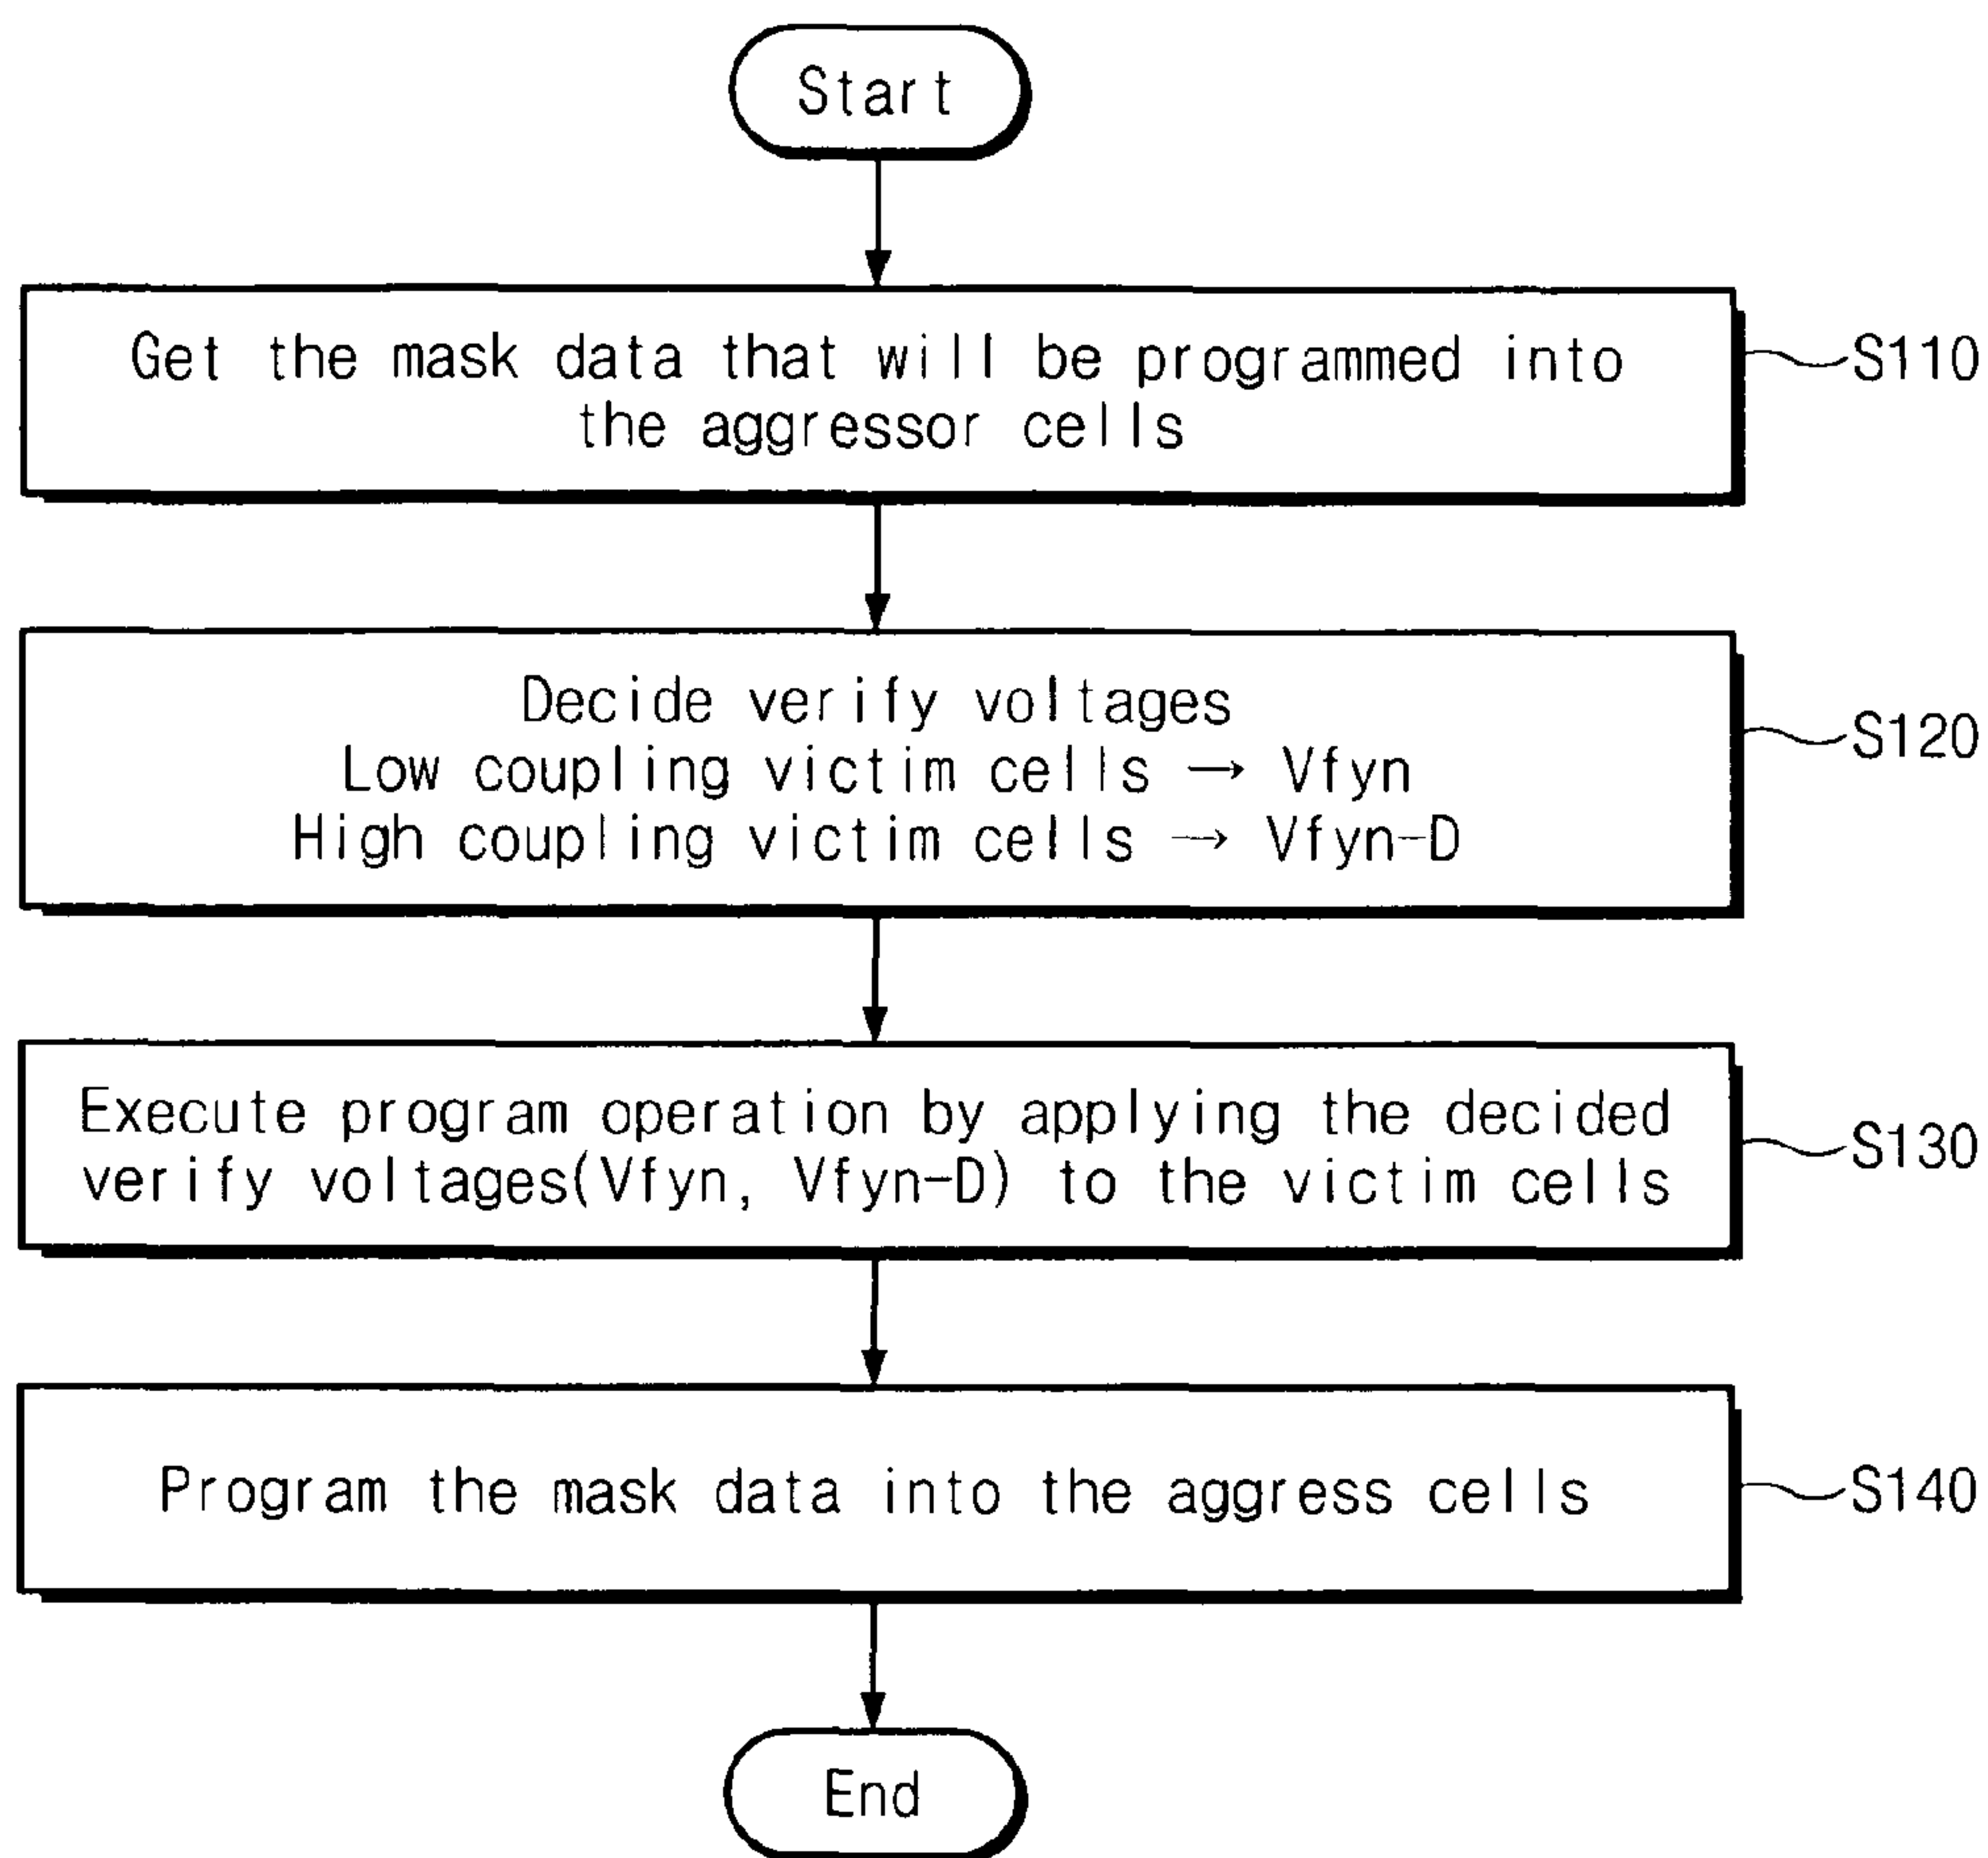 Start
Get the mask data that will be programmed into
the aggressor cells
S110
Decide verify voltages
Low coupling victim cells → Vfyn
High coupling victim cells → Vfyn-D
S120
Execute program operation by applying the decided
verify voltages(Vfyn, Vfyn-D) to the victim cells
S130
Program the mask data into the aggress cells
S140
End